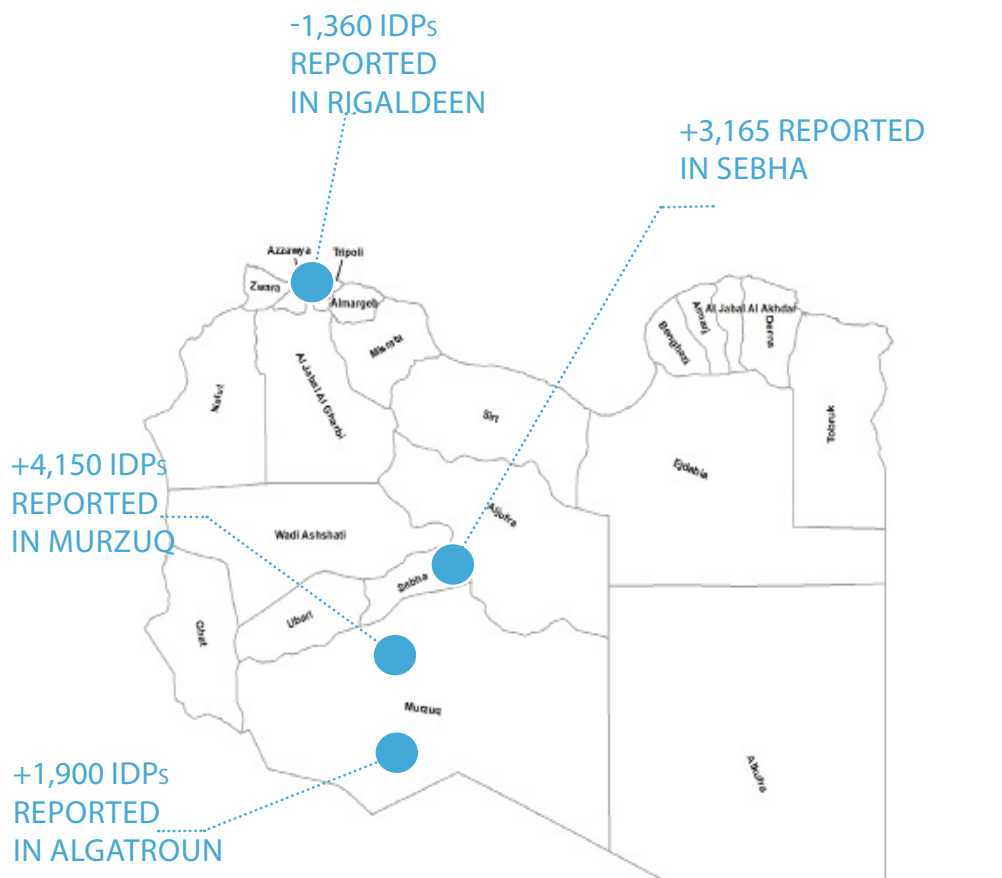 -1,360 IDPs
REPORTED
IN RIGALDEEN
+3,165 REPORTED
IN SEBHA
Azzawya
Tripoli
Zwara
Almargeb
Misrati
Al Jabal Al Akhdar
Almarj
Benghazi
Derna
Nalut
Al Jabal Al Gharbi
Sirt
Tobruk
Ejdabia
+4,150 IDPs
REPORTED
IN MURZUQ
Aljufra
Wadi Ashshati
Sebha
Ubari
Ghat
Murzuq
Alkufra
+1,900 IDPs
REPORTED
IN ALGATROUN